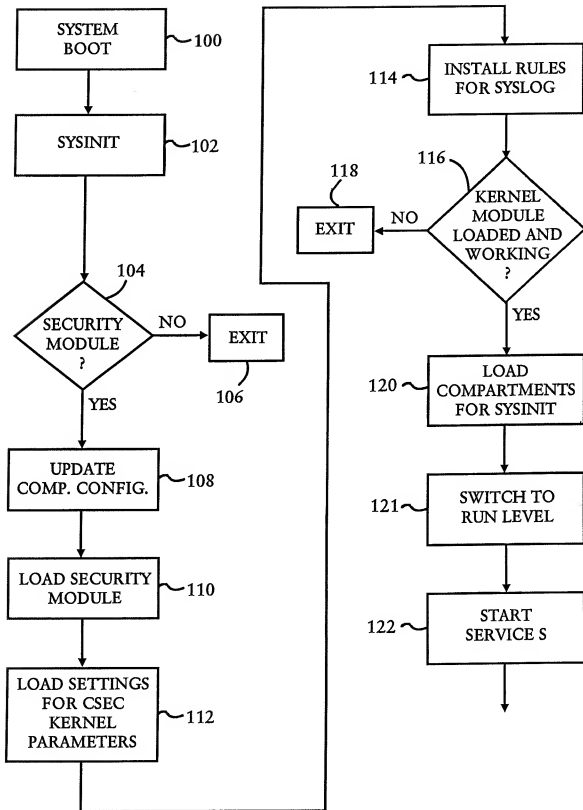 SYSTEM
BOOT
100
SYSINIT
102
104
SECURITY
MODULE
?
NO
EXIT
106
YES
UPDATE
COMP. CONFIG.
108
LOAD SECURITY
MODULE
110
LOAD SETTINGS
FOR CSEC
KERNEL
PARAMETERS
112
INSTALL RULES
FOR SYSLOG
114
116
KERNEL
MODULE
LOADED AND
WORKING
?
NO
118
EXIT
YES
LOAD
COMPARTMENTS
FOR SYSINIT
120
SWITCH TO
RUN LEVEL
121
START
SERVICE S
122